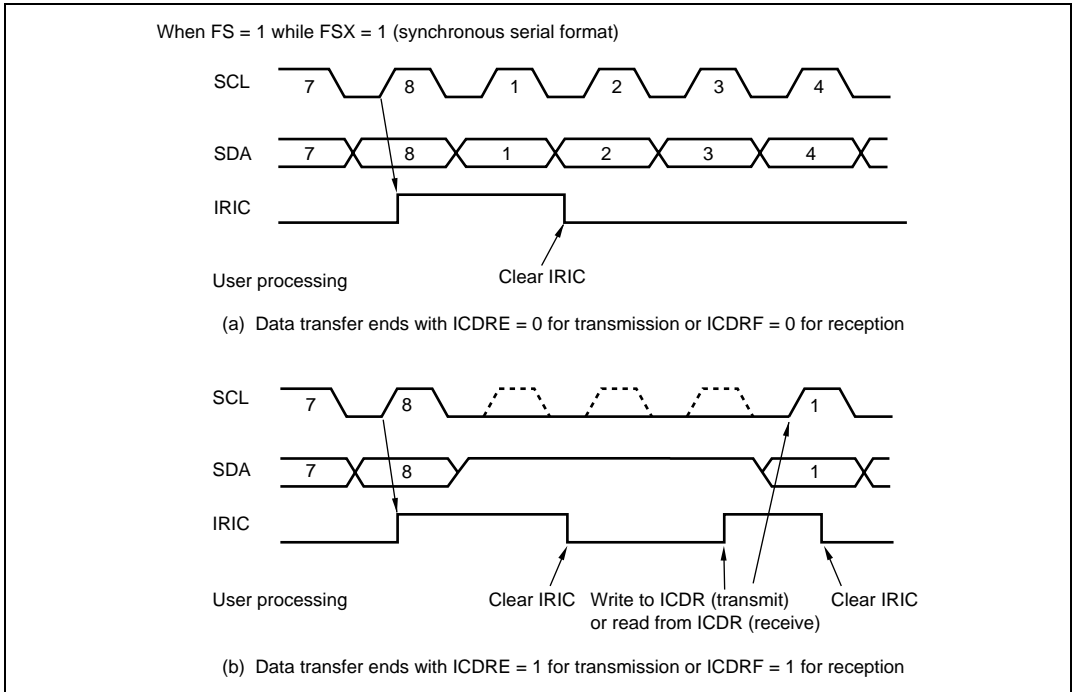 When FS = 1 while FSX = 1 (synchronous serial format)
SCL 7 8 1 2 3 4
SDA 7 8 1 2 3 4
IRIC
User processing Clear IRIC
(a) Data transfer ends with ICDRE = 0 for transmission or ICDRF = 0 for reception
SCL 7 8 1
SDA 7 8 1
IRIC
User processing Clear IRIC Write to ICDR (transmit) Clear IRIC
or read from ICDR (receive)
(b) Data transfer ends with ICDRE = 1 for transmission or ICDRF = 1 for reception